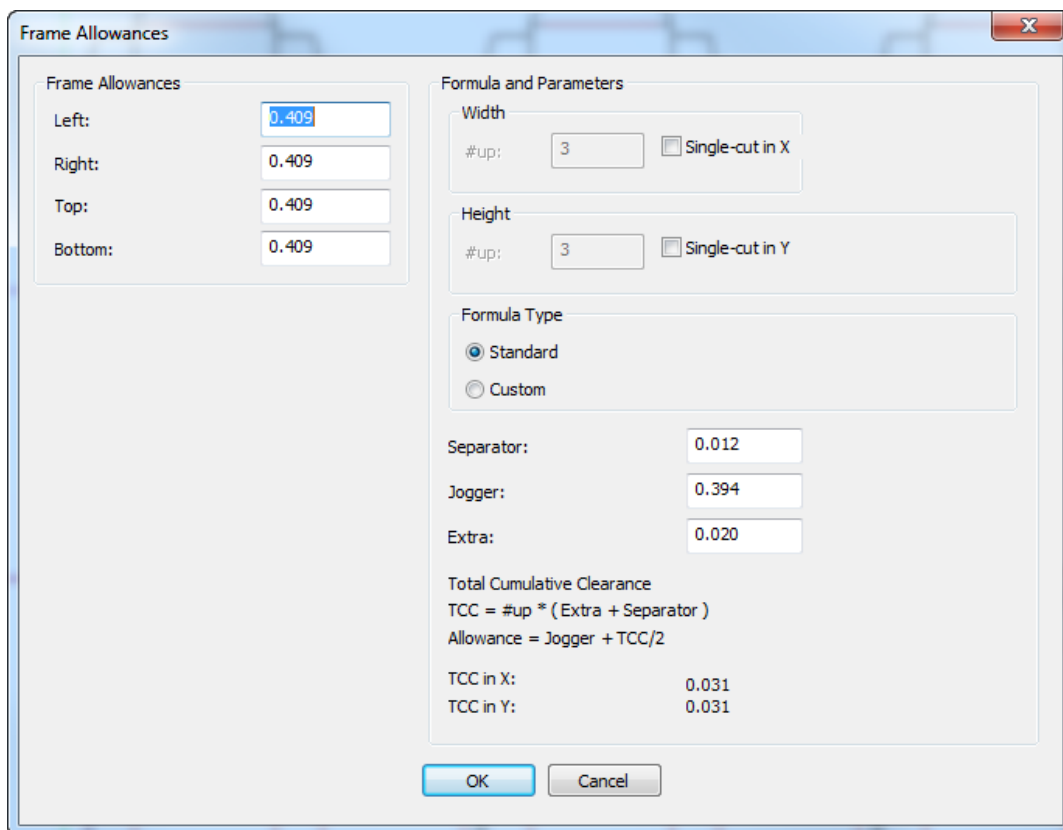 Frame Allowances
Frame Allowances
Left: 0.409
Right: 0.409
Top: 0.409
Bottom: 0.409
Formula and Parameters
Width
#up: 3 Single-cut in X
Height
#up: 3 Single-cut in Y
Formula Type
Standard
Custom
Separator: 0.012
Jogger: 0.394
Extra: 0.020
Total Cumulative Clearance
TCC = #up * ( Extra + Separator )
Allowance = Jogger + TCC/2
TCC in X: 0.031
TCC in Y: 0.031
OK Cancel